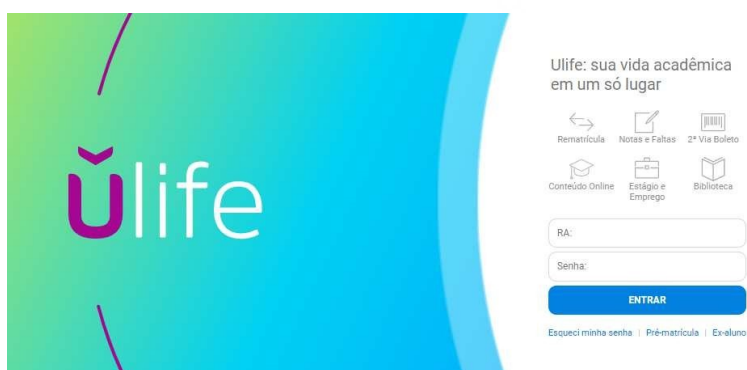 Ŭlife
Ulife: sua vida acadêmica
em um só lugar
Rematrícula Notas e Faltas 2ª Via Boleto
Conteúdo Online Estágio e Emprego Biblioteca
RA:
Senha:
ENTRAR
Esqueci minha senha | Pré-matrícula | Ex-aluno